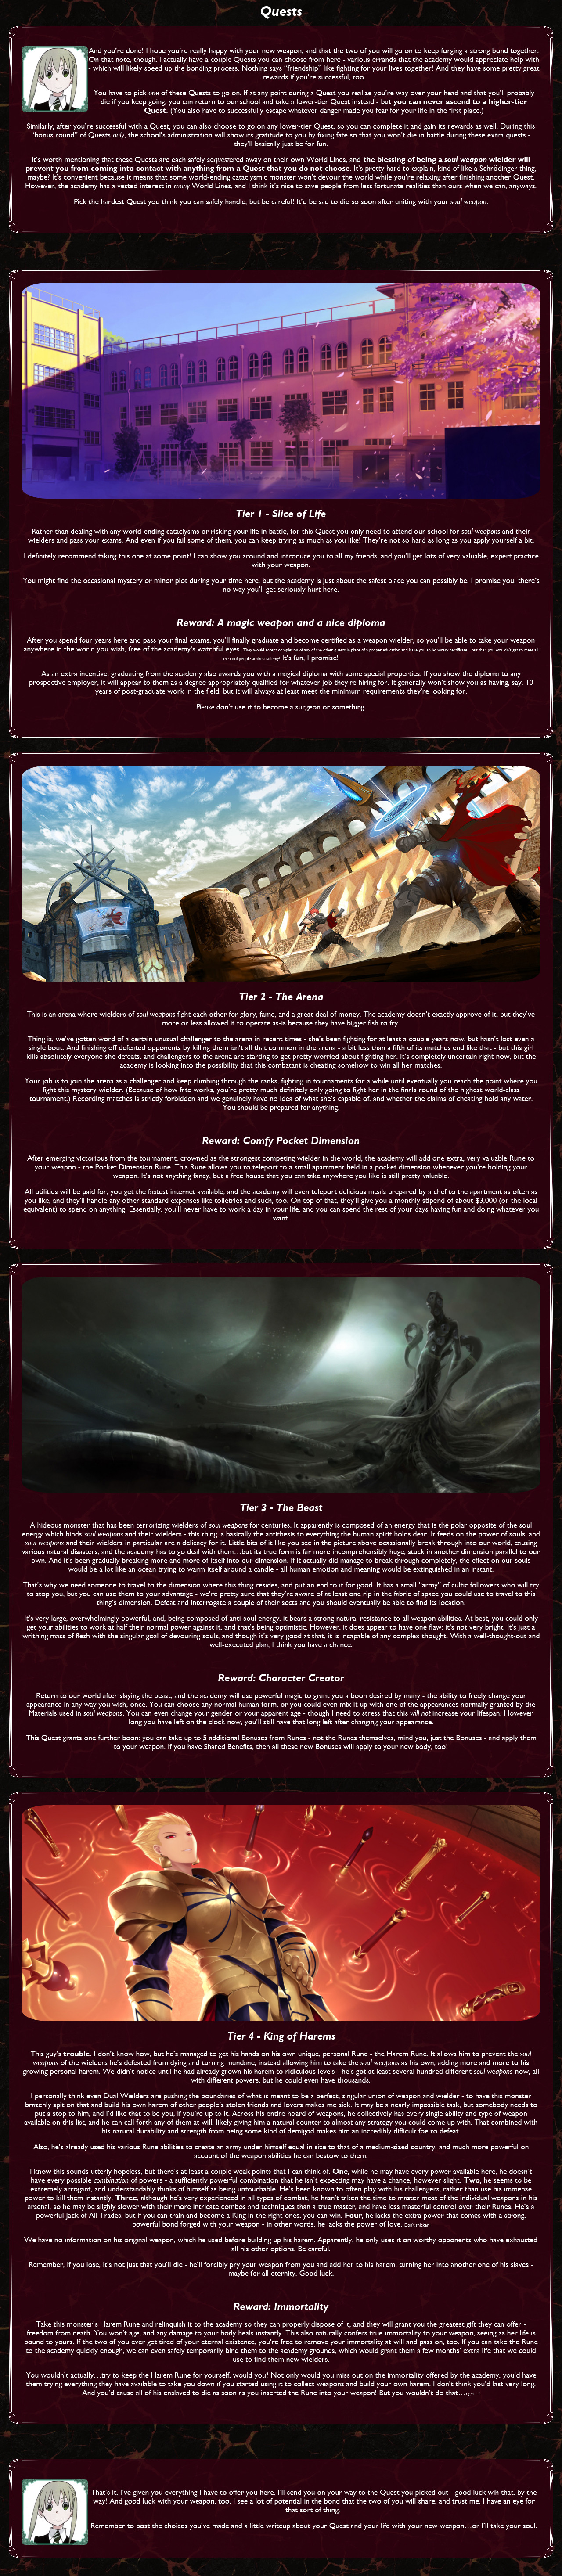 Quests
And you're done! I hope you're really happy with your new weapon, and that the two of you will go on to keep forging a strong bond together.
On that note, though, I actually have a couple Quests you can choose from here - various errands that the academy would appreciate help with
- which will likely speed up the bonding process. Nothing says "friendship" like fighting for your lives together! And they have some pretty great
rewards if you're successful, too.
You have to pick one of these Quests to go on. If at any point during a Quest you realize you're way over your head and that you'll probably
die if you keep going, you can return to our school and take a lower-tier Quest instead - but you can never ascend to a higher-tier
Quest. (You also have to successfully escape whatever danger made you fear for your life in the first place.)
Similarly, after you're successful with a Quest, you can also choose to go on any lower-tier Quest, so you can complete it and gain its rewards as well. During this
"bonus round" of Quests only, the school's administration will show its gratitude to you by fixing fate so that you won't die in battle during these extra quests -
they'll basically just be for fun.
It's worth mentioning that these Quests are each safely sequestered away on their own World Lines, and the blessing of being a soul weapon wielder will
prevent you from coming into contact with anything from a Quest that you do not choose. It's pretty hard to explain, kind of like a Schrödinger thing,
maybe? It's convenient because it means that some world-ending cataclysmic monster won't devour the world while you're relaxing after finishing another Quest.
However, the academy has a vested interest in many World Lines, and I think it's nice to save people from less fortunate realities than ours when we can, anyways.
Pick the hardest Quest you think you can safely handle, but be careful! It'd be sad to die so soon after uniting with your soul weapon.
Tier 1 - Slice of Life
Rather than dealing with any world-ending cataclysms or risking your life in battle, for this Quest you only need to attend our school for soul weapons and their
wielders and pass your exams. And even if you fail some of them, you can keep trying as much as you like! They're not so hard as long as you apply yourself a bit.
I definitely recommend taking this one at some point! I can show you around and introduce you to all my friends, and you'll get lots of very valuable, expert practice
with your weapon.
You might find the occasional mystery or minor plot during your time here, but the academy is just about the safest place you can possibly be. I promise you, there's
no way you'll get seriously hurt here.
Reward: A magic weapon and a nice diploma
After you spend four years here and pass your final exams, you'll finally graduate and become certified as a weapon wielder, so you'll be able to take your weapon
anywhere in the world you wish, free of the academy's watchful eyes. They would accept completion of any of the other quests in place of a proper education and issue you an honorary certificate...but then you wouldn't get to meet all
the cool people at the academy! It's fun, I promise!
As an extra incentive, graduating from the academy also awards you with a magical diploma with some special properties. If you show the diploma to any
prospective employer, it will appear to them as a degree appropriately qualified for whatever job they're hiring for. It generally won't show you as having, say, 10
years of post-graduate work in the field, but it will always at least meet the minimum requirements they're looking for.
Please don't use it to become a surgeon or something.
Tier 2 - The Arena
This is an arena where wielders of soul weapons fight each other for glory, fame, and a great deal of money. The academy doesn't exactly approve of it, but they've
more or less allowed it to operate as-is because they have bigger fish to fry.
Thing is, we've gotten word of a certain unusual challenger to the arena in recent times - she's been fighting for at least a couple years now, but hasn't lost even a
single bout. And finishing off defeated opponents by killing them isn't all that common in the arena - a bit less than a fifth of its matches end like that - but this girl
kills absolutely everyone she defeats, and challengers to the arena are starting to get pretty worried about fighting her. It's completely uncertain right now, but the
academy is looking into the possibility that this combatant is cheating somehow to win all her matches.
Your job is to join the arena as a challenger and keep climbing through the ranks, fighting in tournaments for a while until eventually you reach the point where you
fight this mystery wielder. (Because of how fate works, you're pretty much definitely only going to fight her in the finals round of the highest world-class
tournament.) Recording matches is strictly forbidden and we genuinely have no idea of what she's capable of, and whether the claims of cheating hold any water.
You should be prepared for anything.
Reward: Comfy Pocket Dimension
After emerging victorious from the tournament, crowned as the strongest competing wielder in the world, the academy will add one extra, very valuable Rune to
your weapon - the Pocket Dimension Rune. This Rune allows you to teleport to a small apartment held in a pocket dimension whenever you're holding your
weapon. It's not anything fancy, but a free house that you can take anywhere you like is still pretty valuable.
All utilities will be paid for, you get the fastest internet available, and the academy will even teleport delicious meals prepared by a chef to the apartment as often as
you like, and they'll handle any other standard expenses like toiletries and such, too. On top of that, they'll give you a monthly stipend of about $3,000 (or the local
equivalent) to spend on anything. Essentially, you'll never have to work a day in your life, and you can spend the rest of your days having fun and doing whatever you
want.
Tier 3 - The Beast
A hideous monster that has been terrorizing wielders of soul weapons for centuries. It apparently is composed of an energy that is the polar opposite of the soul
energy which binds soul weapons and their wielders - this thing is basically the antithesis to everything the human spirit holds dear. It feeds on the power of souls, and
soul weapons and their wielders in particular are a delicacy for it. Little bits of it like you see in the picture above occasionally break through into our world, causing
various natural disasters, and the academy has to go deal with them....but its true form is far more incomprehensibly huge, stuck in another dimension parallel to our
own. And it's been gradually breaking more and more of itself into our dimension. If it actually did manage to break through completely, the effect on our souls
would be a lot like an ocean trying to warm itself around a candle - all human emotion and meaning would be extinguished in an instant.
That's why we need someone to travel to the dimension where this thing resides, and put an end to it for good. It has a small "army" of cultic followers who will try
to stop you, but you can use them to your advantage - we're pretty sure that they're aware of at least one rip in the fabric of space you could use to travel to this
thing's dimension. Defeat and interrogate a couple of their sects and you should eventually be able to find its location.
It's very large, overwhelmingly powerful, and, being composed of anti-soul energy, it bears a strong natural resistance to all weapon abilities. At best, you could only
get your abilities to work at half their normal power against it, and that's being optimistic. However, it does appear to have one flaw: it's not very bright. It's just a
writhing mass of flesh with the singular goal of devouring souls, and though it's very good at that, it is incapable of any complex thought. With a well-thought-out and
well-executed plan, I think you have a chance.
Reward: Character Creator
Return to our world after slaying the beast, and the academy will use powerful magic to grant you a boon desired by many - the ability to freely change your
appearance in any way you wish, once. You can choose any normal human form, or you could even mix it up with one of the appearances normally granted by the
Materials used in soul weapons. You can even change your gender or your apparent age - though I need to stress that this will not increase your lifespan. However
long you have left on the clock now, you'll still have that long left after changing your appearance.
This Quest grants one further boon: you can take up to 5 additional Bonuses from Runes - not the Runes themselves, mind you, just the Bonuses - and apply them
to your weapon. If you have Shared Benefits, then all these new Bonuses will apply to your new body, too!
Tier 4 - King of Harems
This guy's trouble. I don't know how, but he's managed to get his hands on his own unique, personal Rune - the Harem Rune. It allows him to prevent the soul
weapons of the wielders he's defeated from dying and turning mundane, instead allowing him to take the soul weapons as his own, adding more and more to his
growing personal harem. We didn't notice until he had already grown his harem to ridiculous levels - he's got at least several hundred different soul weapons now, all
with different powers, but he could even have thousands.
I personally think even Dual Wielders are pushing the boundaries of what is meant to be a perfect, singular union of weapon and wielder - to have this monster
brazenly spit on that and build his own harem of other people's stolen friends and lovers makes me sick. It may be a nearly impossible task, but somebody needs to
put a stop to him, and I'd like that to be you, if you're up to it. Across his entire hoard of weapons, he collectively has every single ability and type of weapon
available on this list, and he can call forth any of them at will, likely giving him a natural counter to almost any strategy you could come up with. That combined with
his natural durability and strength from being some kind of demigod makes him an incredibly difficult foe to defeat.
Also, he's already used his various Rune abilities to create an army under himself equal in size to that of a medium-sized country, and much more powerful on
account of the weapon abilities he can bestow to them.
I know this sounds utterly hopeless, but there's at least a couple weak points that I can think of. One, while he may have every power available here, he doesn't
have every possible combination of powers - a sufficiently powerful combination that he isn't expecting may have a chance, however slight. Two, he seems to be
extremely arrogant, and understandably thinks of himself as being untouchable. He's been known to often play with his challengers, rather than use his immense
power to kill them instantly. Three, although he's very experienced in all types of combat, he hasn't taken the time to master most of the individual weapons in his
arsenal, so he may be slighly slower with their more intricate combos and techniques than a true master, and have less masterful control over their Runes. He's a
powerful Jack of All Trades, but if you can train and become a King in the right ones, you can win. Four, he lacks the extra power that comes with a strong,
powerful bond forged with your weapon - in other words, he lacks the power of love. Don't snicker!
We have no information on his original weapon, which he used before building up his harem. Apparently, he only uses it on worthy opponents who have exhausted
all his other options. Be careful.
Remember, if you lose, it's not just that you'll die - he'll forcibly pry your weapon from you and add her to his harem, turning her into another one of his slaves -
maybe for all eternity. Good luck.
Reward: Immortality
Take this monster's Harem Rune and relinquish it to the academy so they can properly dispose of it, and they will grant you the greatest gift they can offer -
freedom from death. You won't age, and any damage to your body heals instantly. This also naturally confers true immortality to your weapon, seeing as her life is
bound to yours. If the two of you ever get tired of your eternal existence, you're free to remove your immortality at will and pass on, too. If you can take the Rune
to the academy quickly enough, we can even safely temporarily bind them to the academy grounds, which would grant them a few months' extra life that we could
use to find them new wielders.
You wouldn't actually...try to keep the Harem Rune for yourself, would you? Not only would you miss out on the immortality offered by the academy, you'd have
them trying everything they have available to take you down if you started using it to collect weapons and build your own harem. I don't think you'd last very long.
And you'd cause all of his enslaved to die as soon as you inserted the Rune into your weapon! But you wouldn't do that...right...?
That's it, I've given you everything I have to offer you here. I'll send you on your way to the Quest you picked out - good luck wih that, by the
way! And good luck with your weapon, too. I see a lot of potential in the bond that the two of you will share, and trust me, I have an eye for
that sort of thing.
Remember to post the choices you've made and a little writeup about your Quest and your life with your new weapon...or I'll take your soul.